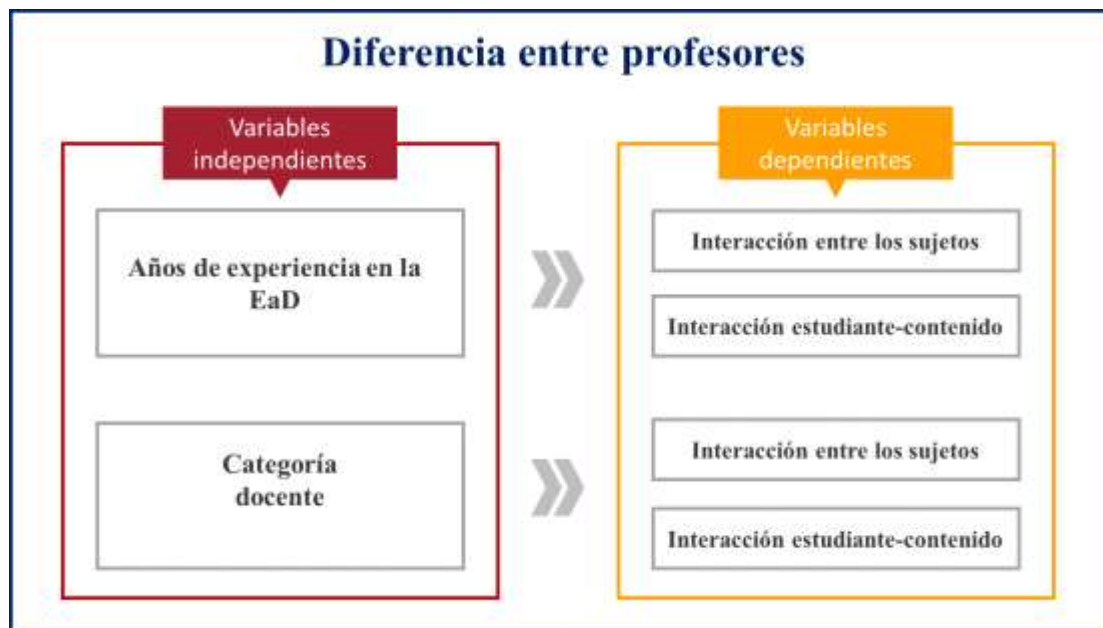 Diferencia entre profesores
Variables
independientes
Años de experiencia en la
EaD
Categoría
docente
Variables
dependientes
Interacción entre los sujetos
Interacción estudiante-contenido
Interacción entre los sujetos
Interacción estudiante-contenido